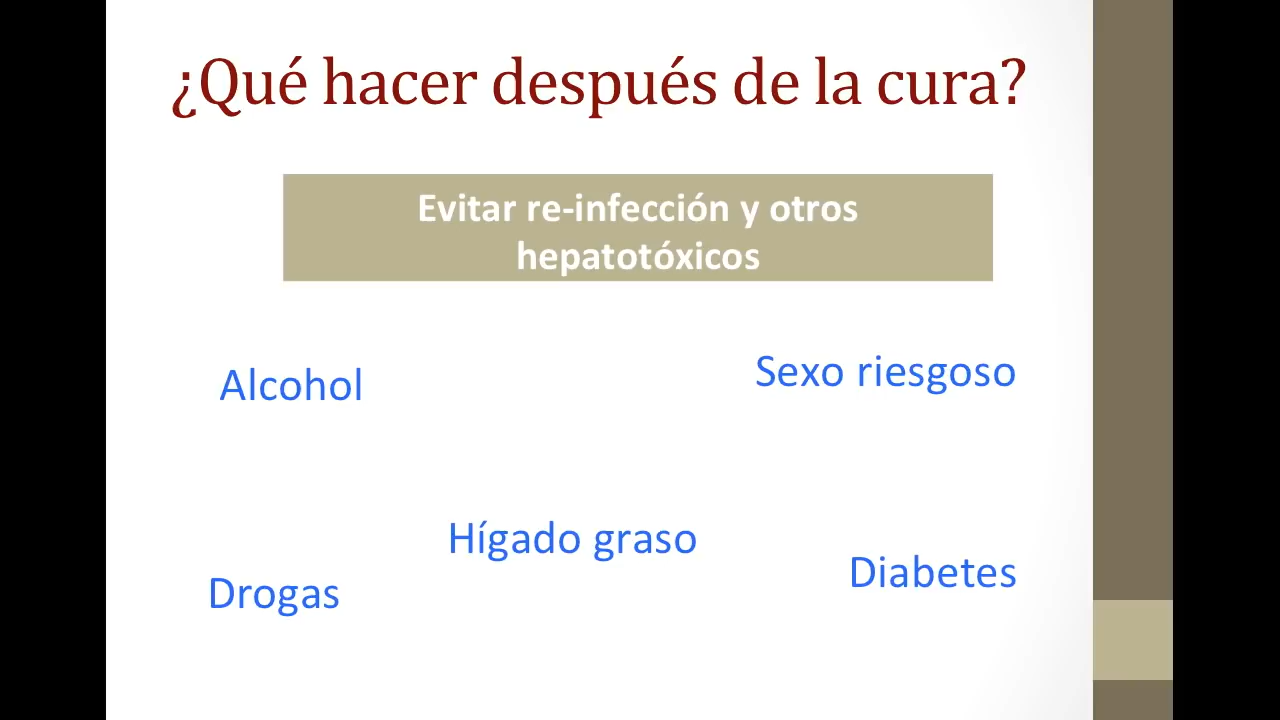 ¿Qué hacer después de la cura?
Evitar re-infección y otros
hepatotóxicos
Alcohol
Sexo riesgoso
Hígado graso
Drogas
Diabetes